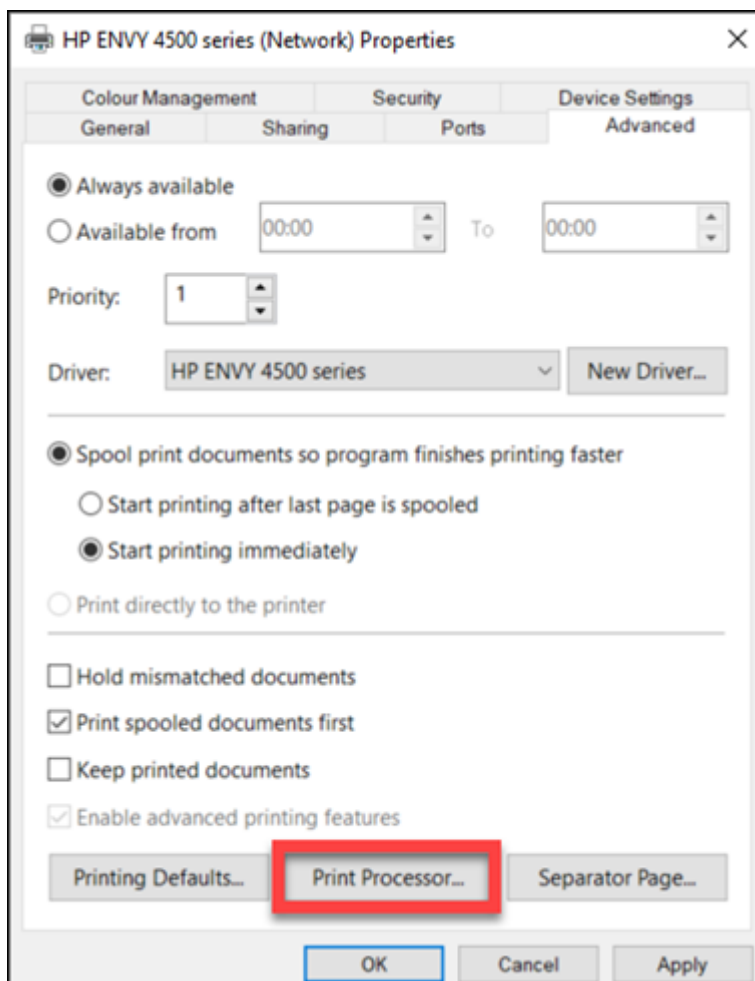 HP ENVY 4500 series (Network) Properties
Colour Management Security Device Settings
General Sharing Ports Advanced
Always available
Available from 00:00 To 00:00
Priority: 1
Driver: HP ENVY 4500 series New Driver...
Spool print documents so program finishes printing faster
Start printing after last page is spooled
Start printing immediately
Print directly to the printer
Hold mismatched documents
Print spooled documents first
Keep printed documents
Enable advanced printing features
Printing Defaults... Print Processor... Separator Page...
OK Cancel Apply